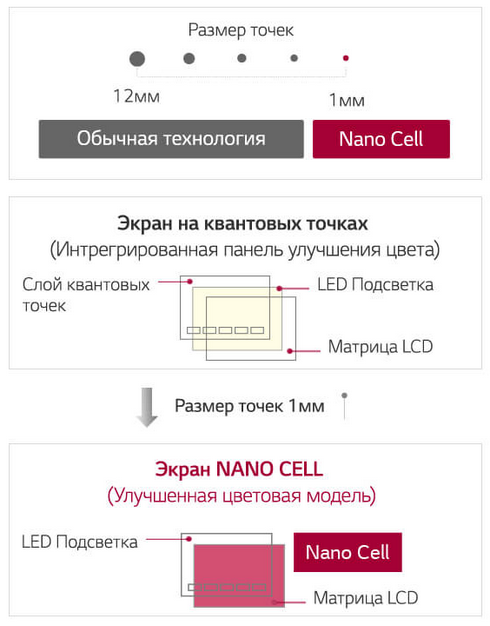 Размер точек
12мм
1мм
Обычная технология
Nano Cell
Экран на квантовых точках
(Интрегрированная панель улучшения цвета)
Слой квантовых
точек
LED Подсветка
Матрица LCD
Размер точек 1мм
Экран NANO CELL
(Улучшенная цветовая модель)
LED Подсветка
Nano Cell
Матрица LCD